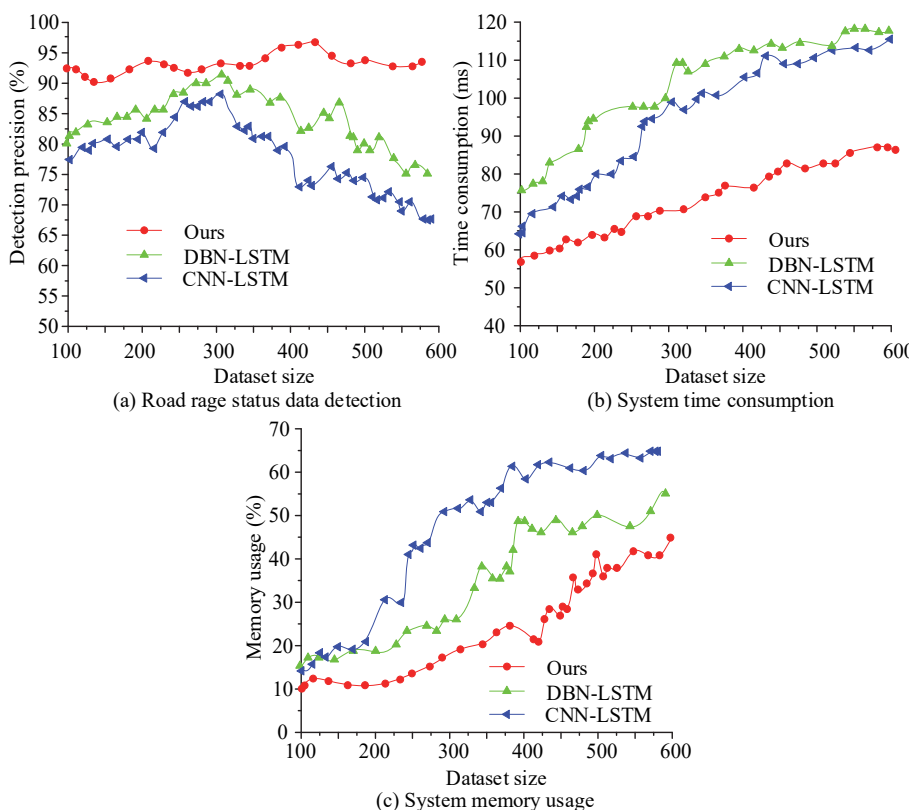 100
95
90
85
80
75
70
65
60
55
50
Detection precision (%)
Ours
DBN-LSTM
CNN-LSTM
100 200 300 400 500 600
Dataset size
(a) Road rage status data detection
120
110
100
90
80
70
60
50
40
Time consumption (ms)
Ours
DBN-LSTM
CNN-LSTM
100 200 300 400 500 600
Dataset size
(b) System time consumption
70
60
50
40
30
20
10
0
Memory usage (%)
Ours
DBN-LSTM
CNN-LSTM
100 200 300 400 500 600
Dataset size
(c) System memory usage